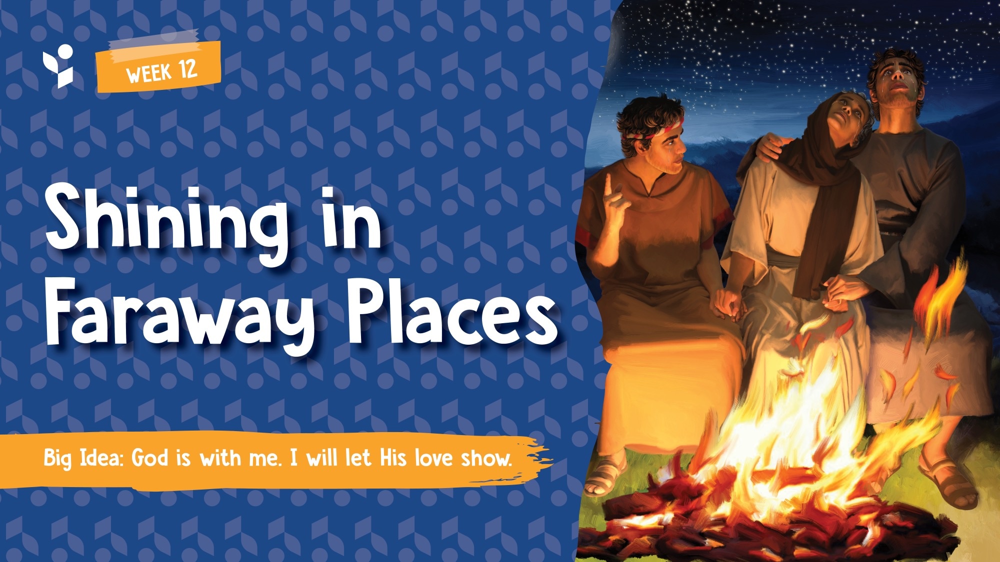 WEEK 12
Shining in
Faraway Places
Big Idea: God is with me. I will let His love show.